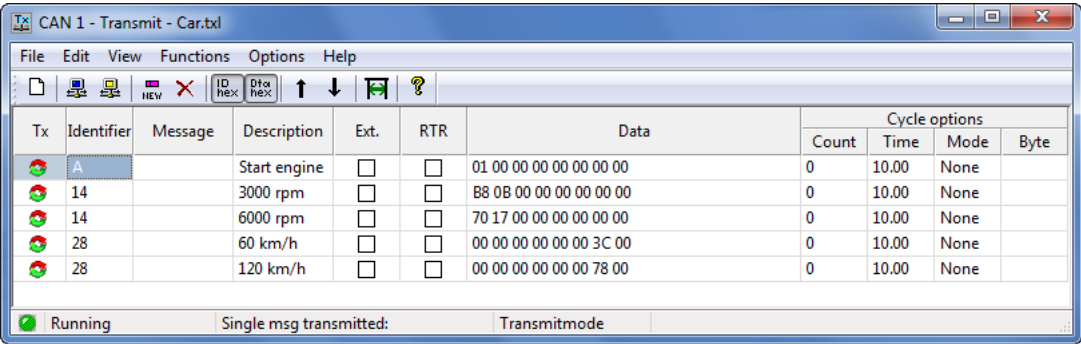 CAN 1 - Transmit - Car.txl
File Edit View Functions Options Help
NEW ID hex Dta hex
Tx Identifier Message Description Ext. RTR Data Cycle options
Count Time Mode Byte
A Start engine 01 00 00 00 00 00 00 00 0 10.00 None
14 3000 rpm B8 0B 00 00 00 00 00 00 0 10.00 None
14 6000 rpm 70 17 00 00 00 00 00 00 0 10.00 None
28 60 km/h 00 00 00 00 00 00 3C 00 0 10.00 None
28 120 km/h 00 00 00 00 00 00 78 00 0 10.00 None
Running Single msg transmitted: Transmitmode